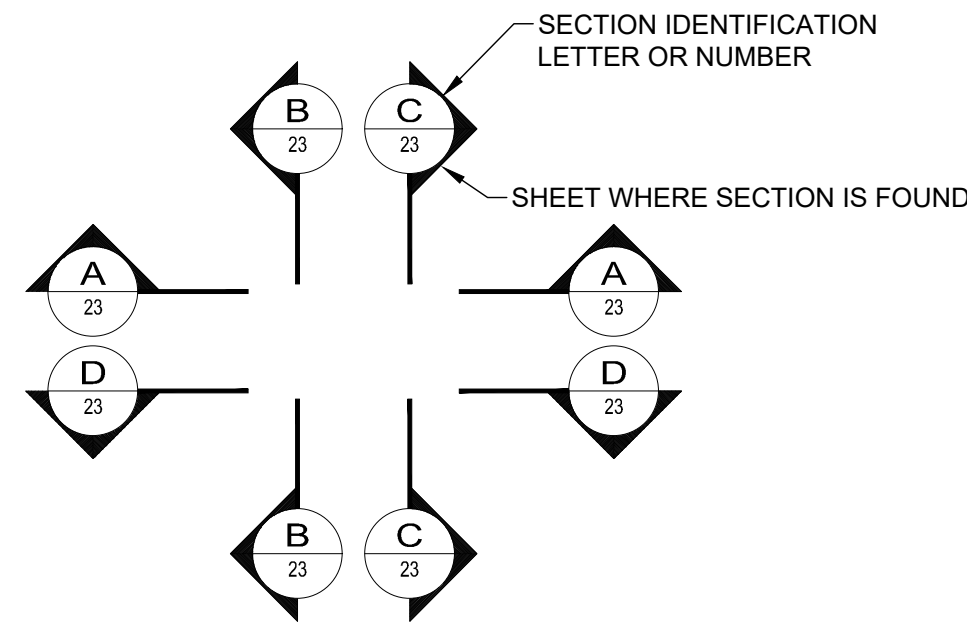 SECTION IDENTIFICATION
LETTER OR NUMBER
B
23
C
23
SHEET WHERE SECTION IS FOUND
A
23
A
23
D
23
D
23
B
23
C
23